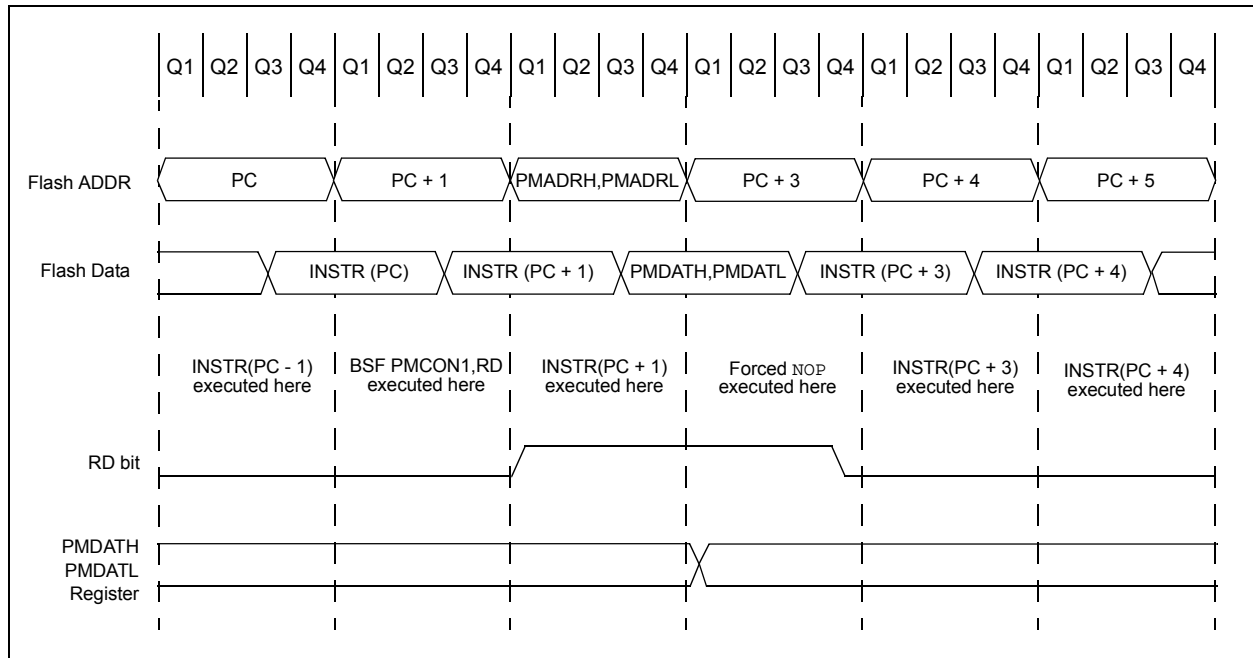 Q1 Q2 Q3 Q4 Q1 Q2 Q3 Q4 Q1 Q2 Q3 Q4 Q1 Q2 Q3 Q4 Q1 Q2 Q3 Q4 Q1 Q2 Q3 Q4
Flash ADDR PC PC + 1 PMADRH,PMADRL PC + 3 PC + 4 PC + 5
Flash Data INSTR (PC) INSTR (PC + 1) PMDATH,PMDATL INSTR (PC + 3) INSTR (PC + 4)
INSTR(PC - 1) BSF PMCON1,RD INSTR(PC + 1) Forced NOP INSTR(PC + 3) INSTR(PC + 4)
executed here executed here executed here executed here executed here executed here
RD bit
PMDATH
PMDATL
Register